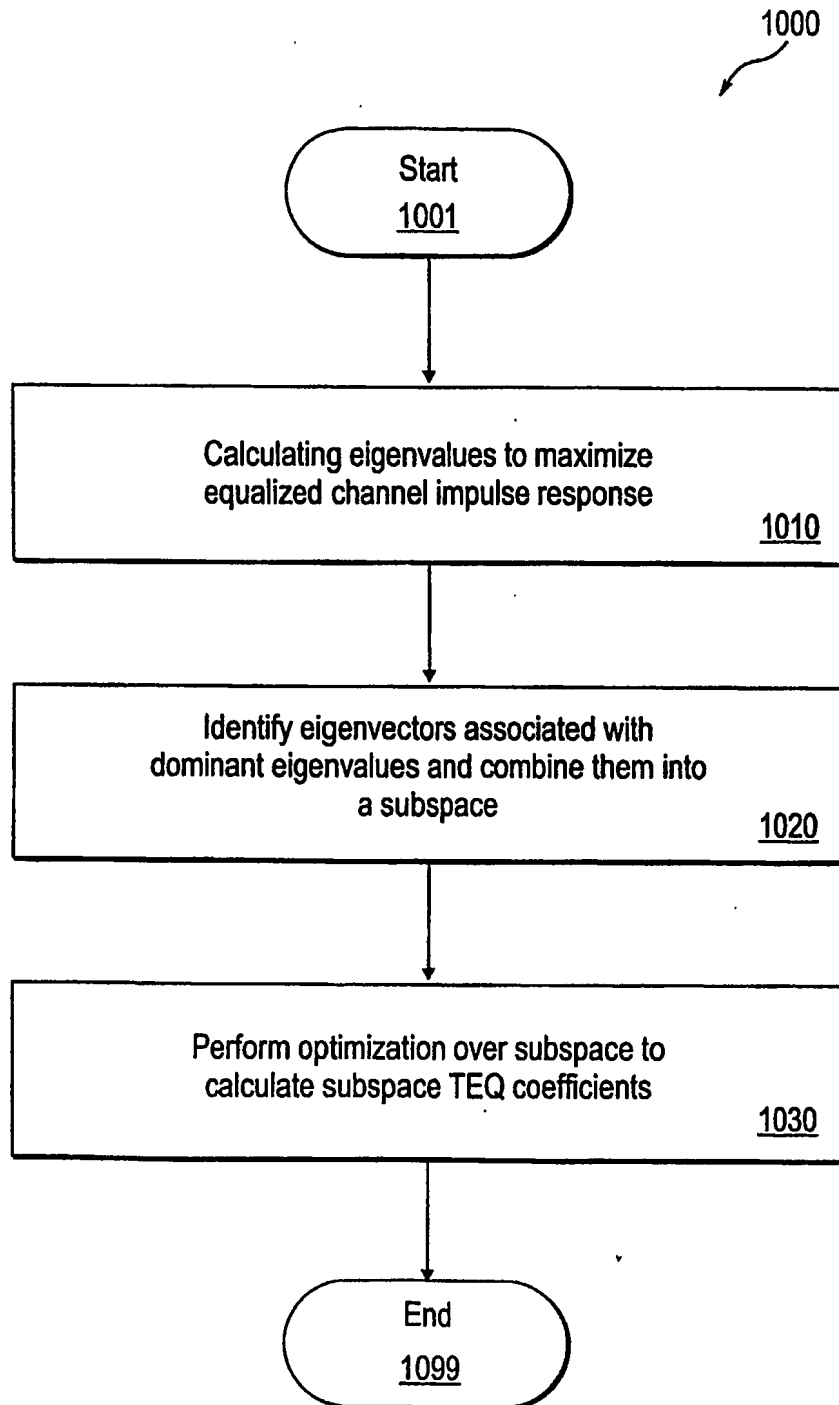 1000
Start
1001
Calculating eigenvalues to maximize
equalized channel impulse response
1010
Identify eigenvectors associated with
dominant eigenvalues and combine them into
a subspace
1020
Perform optimization over subspace to
calculate subspace TEQ coefficients
1030
End
1099